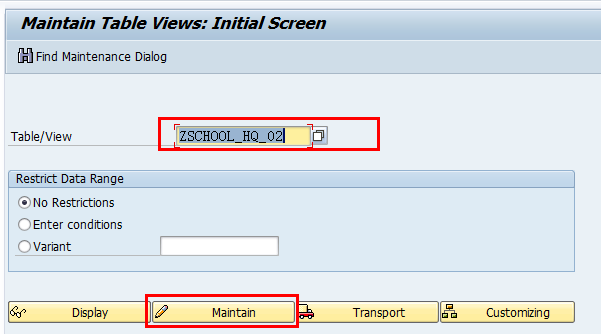 Maintain Table Views: Initial Screen
Find Maintenance Dialog
Table/View ZSCHOOL_HQ_02
Restrict Data Range
No Restrictions
Enter conditions
Variant
Display Maintain Transport Customizing